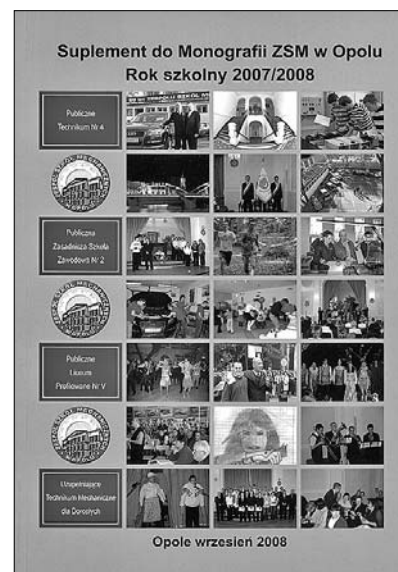 Suplement do Monografii ZSM w Opolu
Rok szkolny 2007/2008
Publiczne
Technikum Nr 4
Publiczna
Zasadnicza Szkoła
Zawodowa Nr 2
Publiczne
Liceum
Profilowane Nr V
Uzupełniające
Technikum Mechaniczne
dla Dorosłych
Opole wrzesień 2008